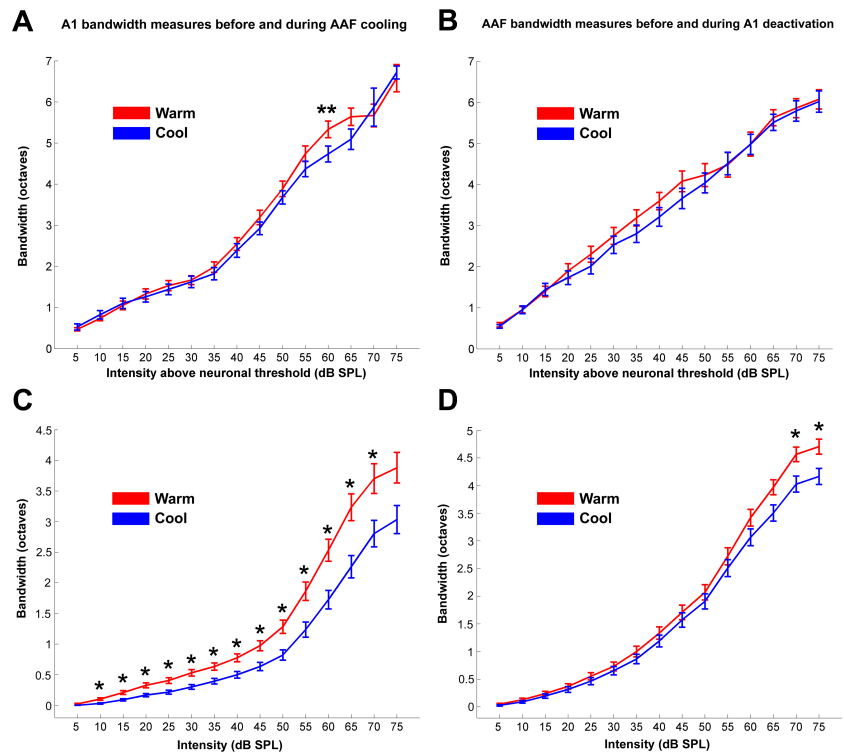 A
A1 bandwidth measures before and during AAF cooling
7
6
5
4
3
2
1
0
Bandwidth (octaves)
Warm
Cool
**
5 10 15 20 25 30 35 40 45 50 55 60 65 70 75
Intensity above neuronal threshold (dB SPL)
B
AAF bandwidth measures before and during A1 deactivation
7
6
5
4
3
2
1
0
Bandwidth (octaves)
Warm
Cool
5 10 15 20 25 30 35 40 45 50 55 60 65 70 75
Intensity above neuronal threshold (dB SPL)
C
4.5
4
3.5
3
2.5
2
1.5
1
0.5
0
Bandwidth (octaves)
Warm
Cool
* * * * * * * * * * * * *
5 10 15 20 25 30 35 40 45 50 55 60 65 70 75
Intensity (dB SPL)
D
5
4.5
4
3.5
3
2.5
2
1.5
1
0.5
0
Bandwidth (octaves)
Warm
Cool
* *
5 10 15 20 25 30 35 40 45 50 55 60 65 70 75
Intensity (dB SPL)